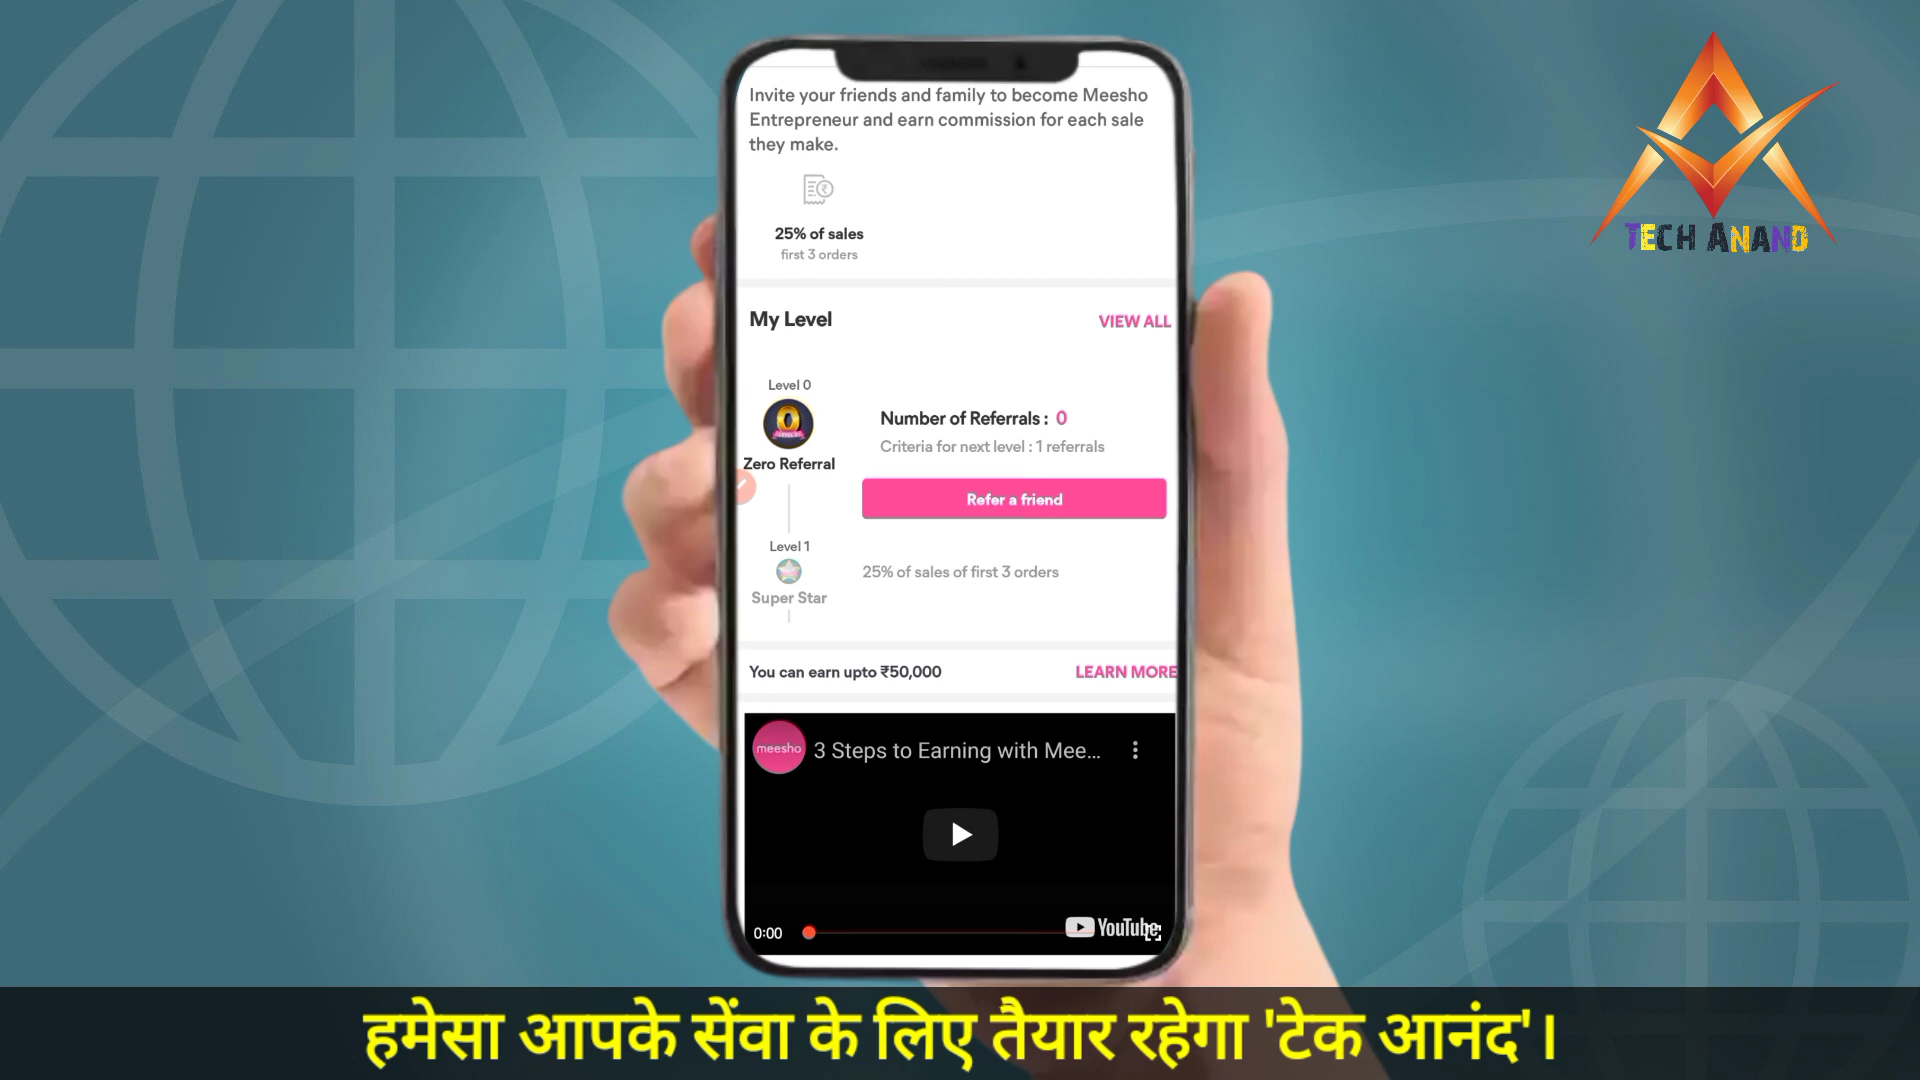 Invite your friends and family to become Meesho
Entrepreneur and earn commission for each sale
they make.
25% of sales
first 3 orders
My Level
VIEW ALL
Level 0
0
Zero Referral
Number of Referrals : 0
Criteria for next level : 1 referrals
Refer a friend
Level 1
Super Star
25% of sales of first 3 orders
You can earn upto ₹50,000
LEARN MORE
meesho
3 Steps to Earning with Mee...
0:00
YouTube
TECH ANAND
हमेसा आपके सेंवा के लिए तैयार रहेगा 'टेक आनंद'।